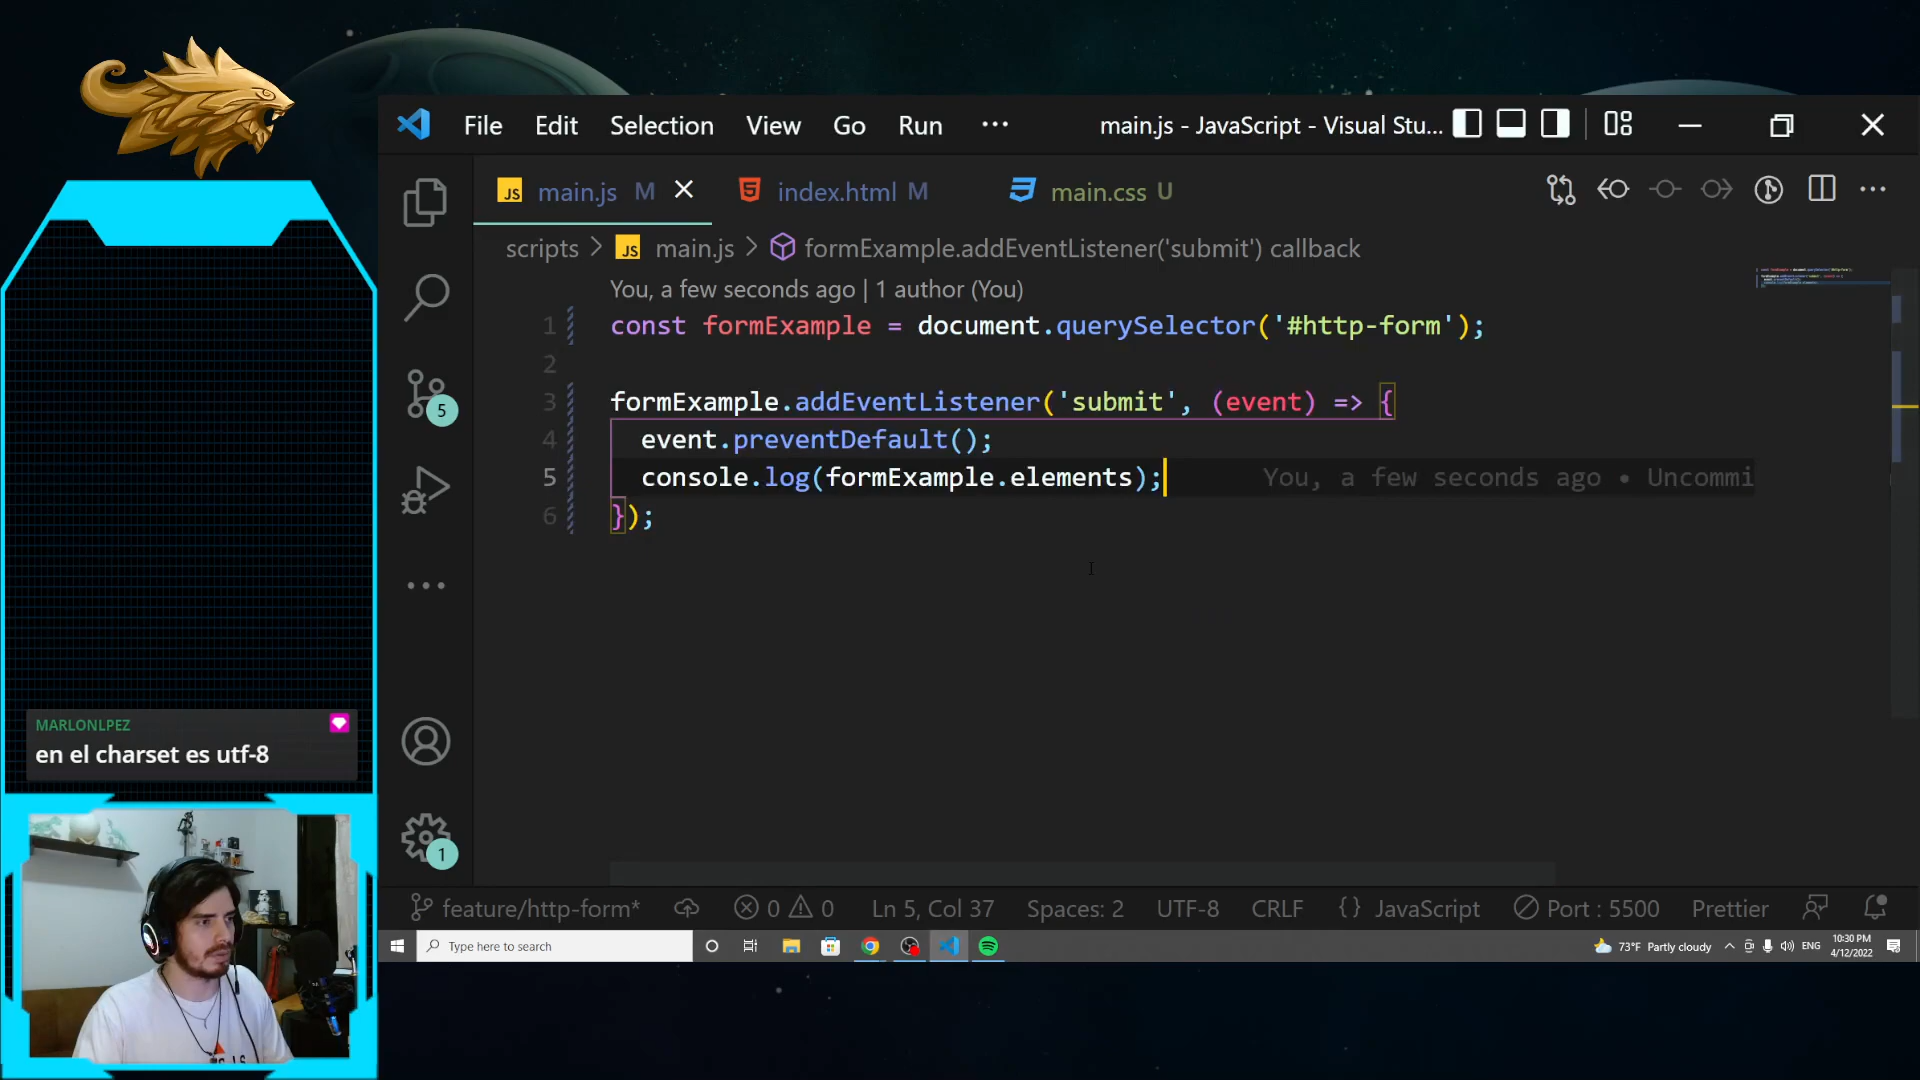 File Edit Selection View Go Run ··· main.js - JavaScript - Visual Stu...
JS main.js M index.html M main.css U
scripts > JS main.js > formExample.addEventListener('submit') callback
You, a few seconds ago | 1 author (You)
1 const formExample = document.querySelector('#http-form');
2
3 formExample.addEventListener('submit', (event) => {
4 event.preventDefault();
5 console.log(formExample.elements); You, a few seconds ago • Uncommi
6 });
5
1
MARLONLPEZ
en el charset es utf-8
feature/http-form* 0 0 Ln 5, Col 37 Spaces: 2 UTF-8 CRLF {} JavaScript Port : 5500 Prettier
Type here to search 73°F Partly cloudy ENG 10:30 PM
4/12/2022